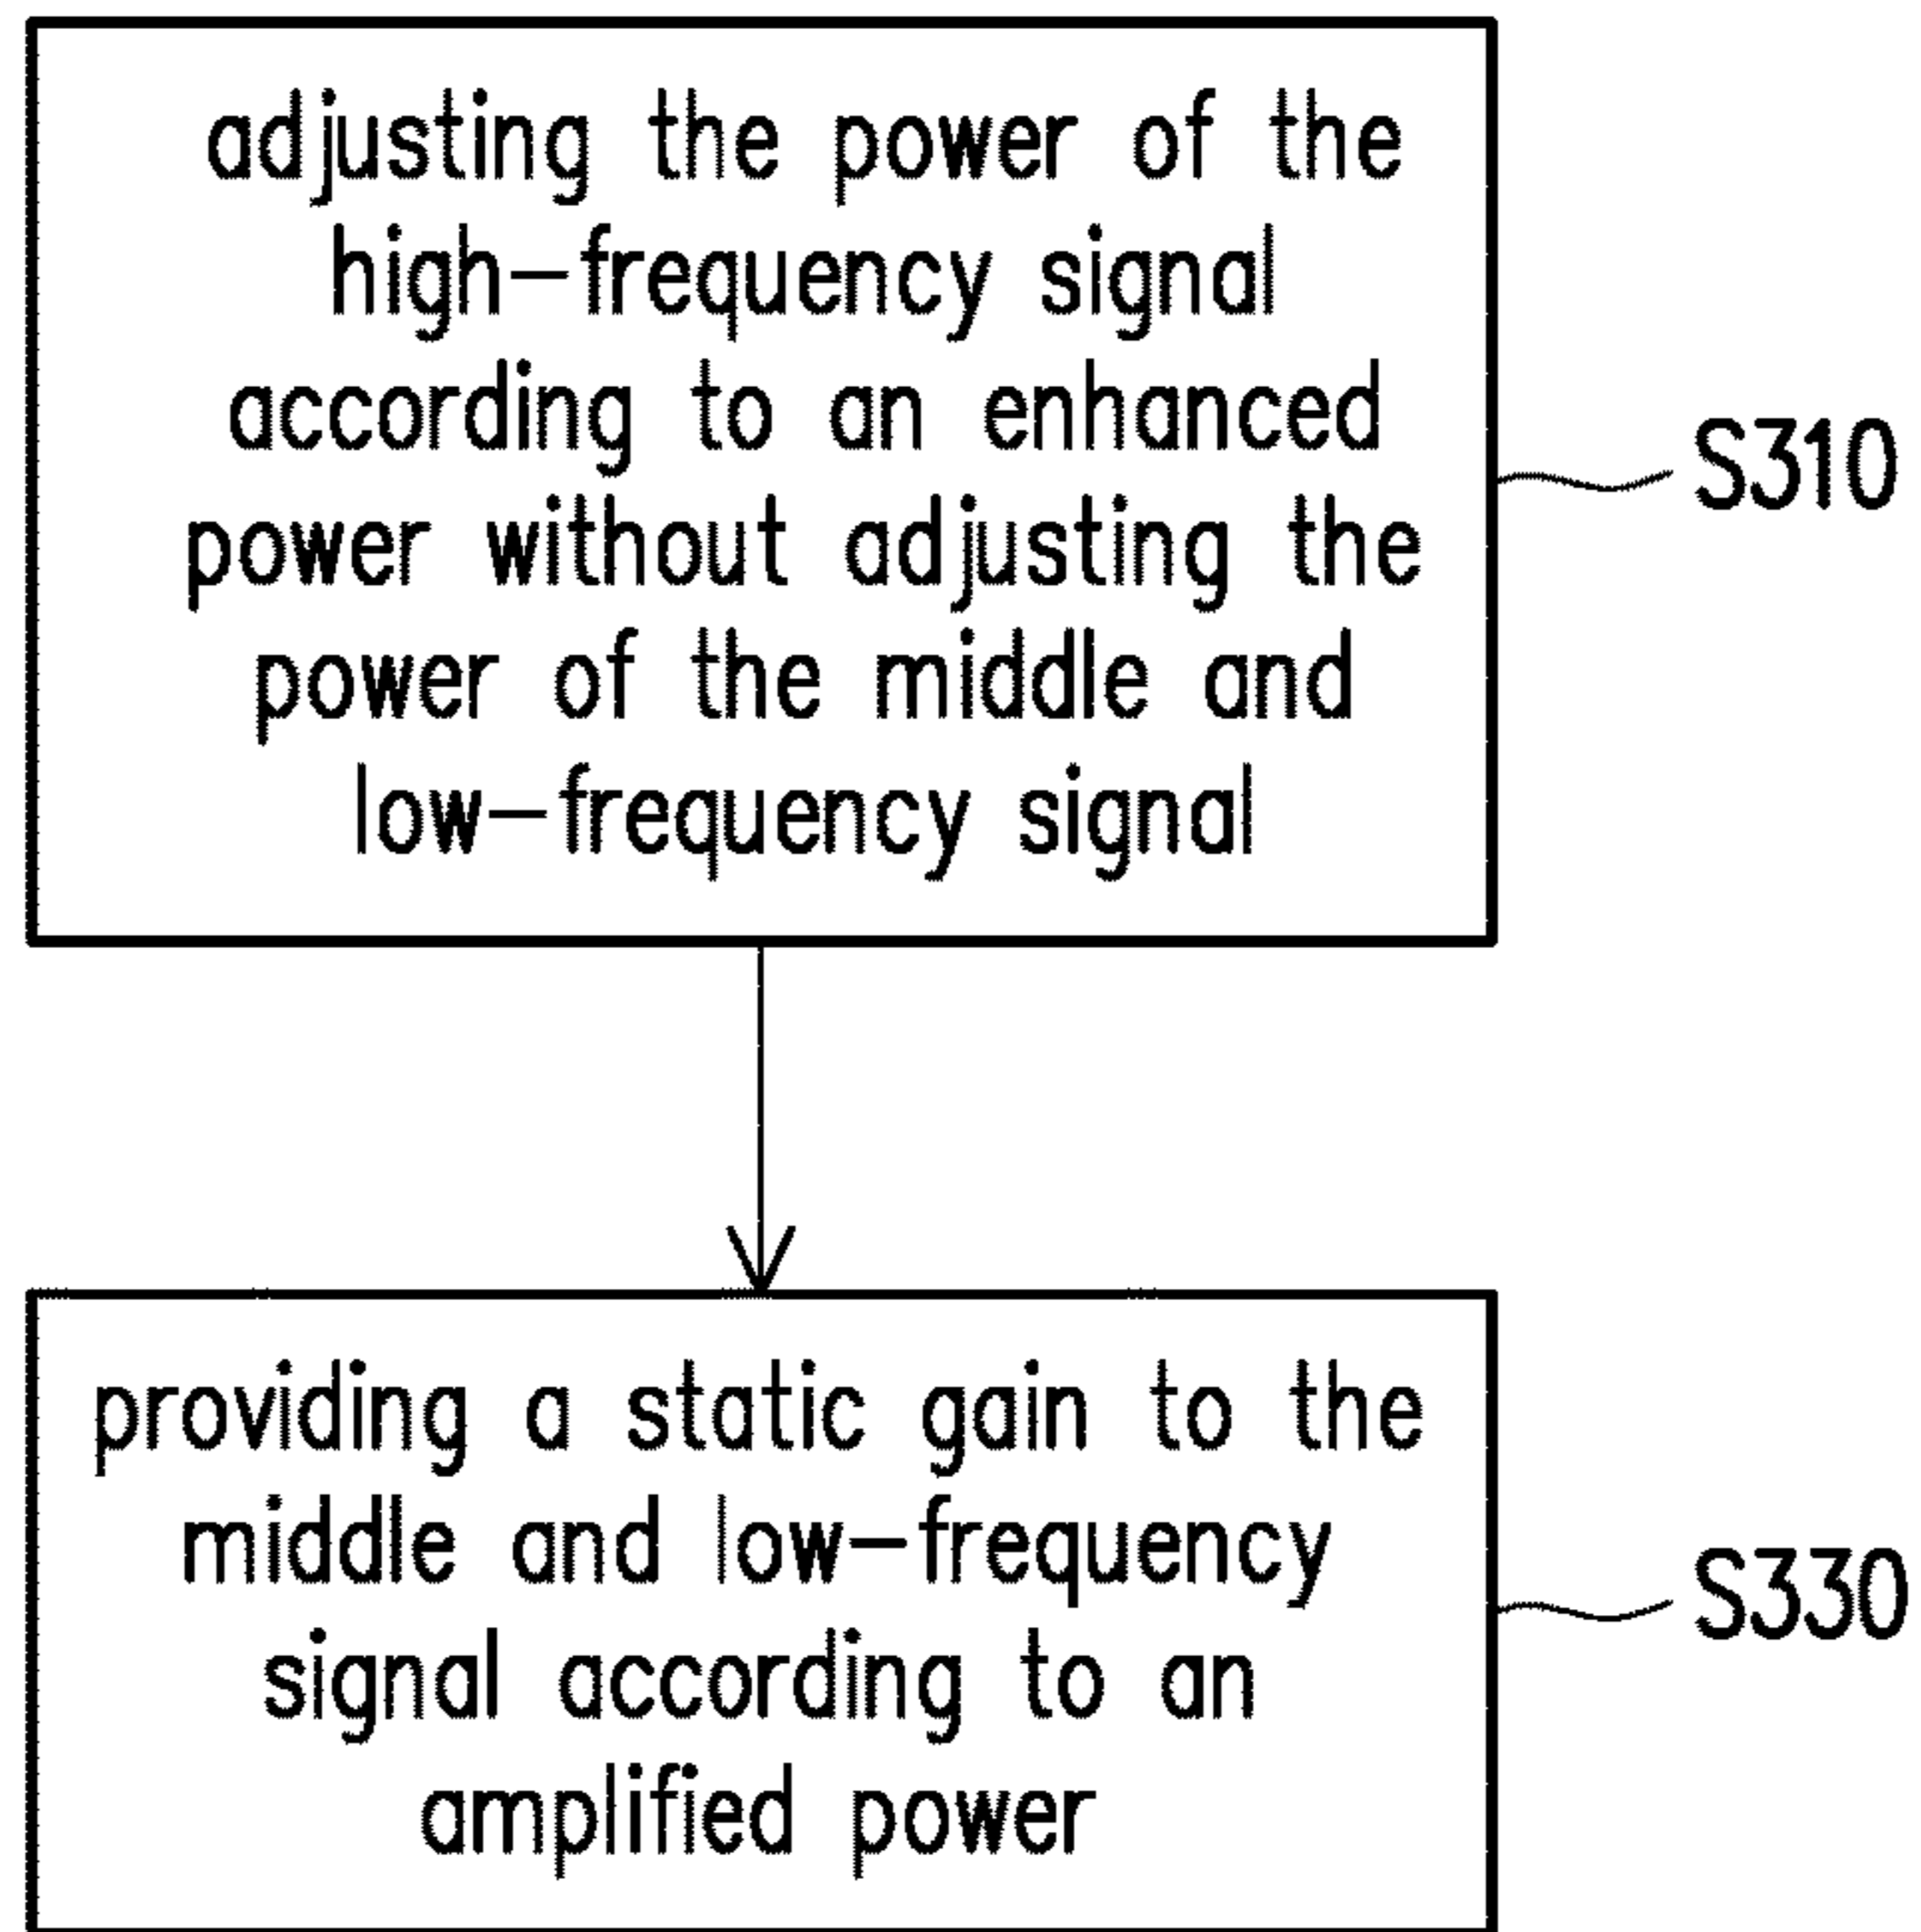 adjusting the power of the
high-frequency signal
according to an enhanced
power without adjusting the
power of the middle and
low-frequency signal
S310
providing a static gain to the
middle and low-frequency
signal according to an
amplified power
S330